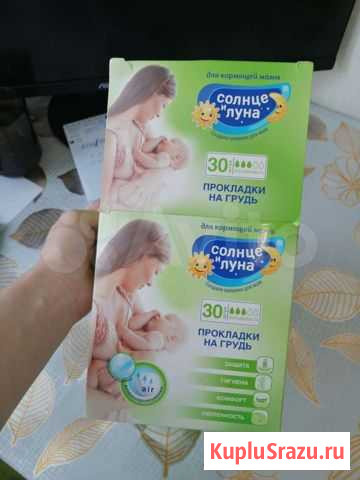 для кормящей мамы
солнце
и луна
30
ПРОКЛАДКИ
НА ГРУДЬ
для кормящей мамы
солнце
и луна
30
ПРОКЛАДКИ
НА ГРУДЬ
ЗАЩИТА
ГИГИЕНА
КОМФОРТ
air
Avito
KupluSrazu.ru